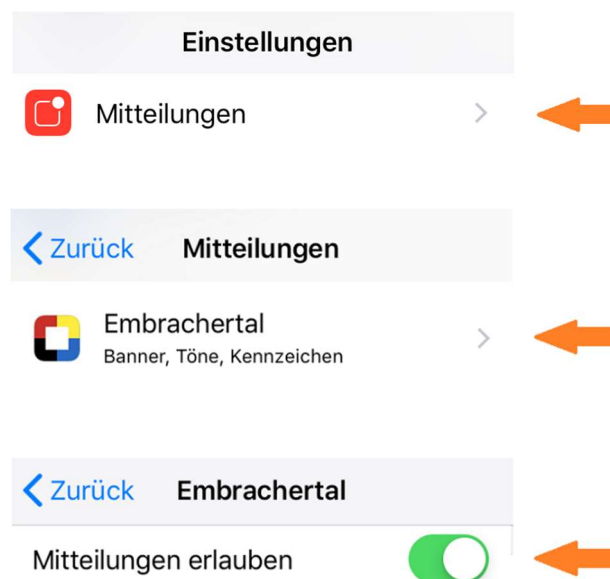 Einstellungen
Mitteilungen
Zurück Mitteilungen
Embrachertal
Banner, Töne, Kennzeichen
Zurück Embrachertal
Mitteilungen erlauben